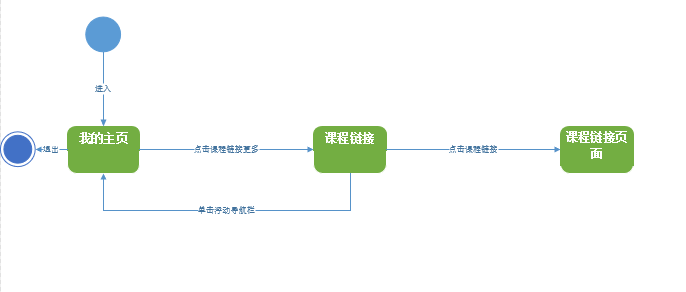 进入
我的主页
退出
点击课程链接更多
课程链接
点击课程链接
课程链接页
面
单击浮动导航栏